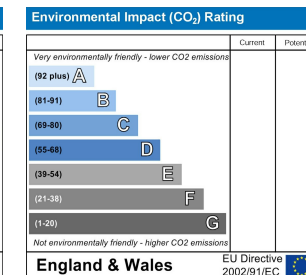 Environmental Impact (CO₂) Rating
Current
Very environmentally friendly - lower CO2 emissions
(92 plus) A
(81-91) B
(69-80) C
(55-68) D
(39-54) E
(21-38) F
(1-20) G
Not environmentally friendly - higher CO2 emissions
England & Wales
EU Directive
2002/91/EC